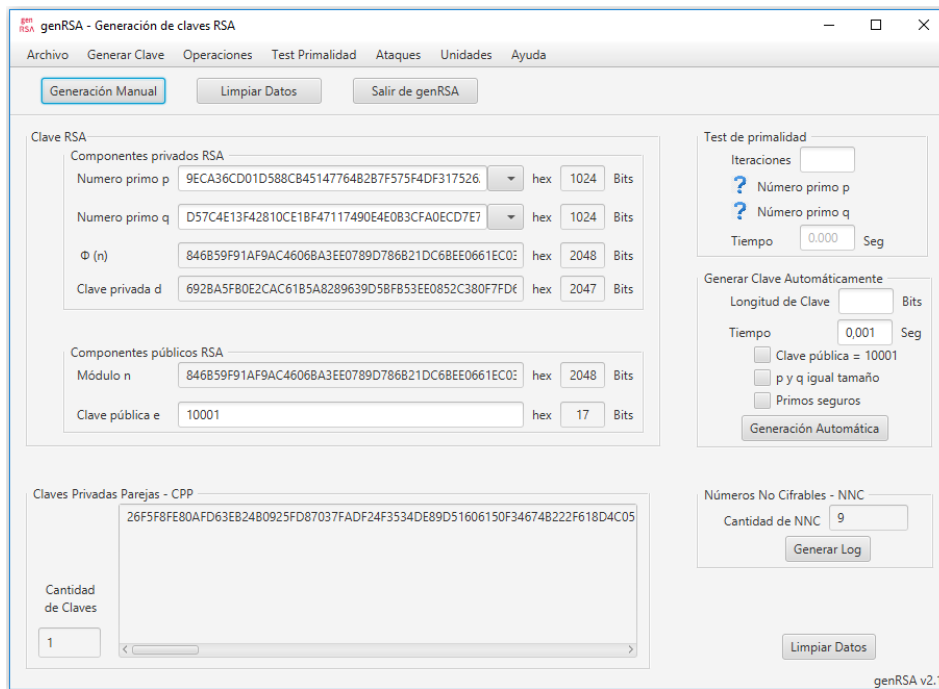 gen RSA genRSA - Generación de claves RSA
Archivo Generar Clave Operaciones Test Primalidad Ataques Unidades Ayuda
Generación Manual Limpiar Datos Salir de genRSA
Clave RSA
Componentes privados RSA
Numero primo p 9ECA36CD01D588CB45147764B2B7F575F4DF317526. hex 1024 Bits
Numero primo q D57C4E13F42810CE1BF47117490E4E0B3CFA0ECD7E7 hex 1024 Bits
Φ (n) 846B59F91AF9AC4606BA3EE0789D786B21DC6BEE0661EC03 hex 2048 Bits
Clave privada d 692BA5FB0E2CAC61B5A8289639D5BFB53EE0852C380F7FD6 hex 2047 Bits
Componentes públicos RSA
Módulo n 846B59F91AF9AC4606BA3EE0789D786B21DC6BEE0661EC03 hex 2048 Bits
Clave pública e 10001 hex 17 Bits
Claves Privadas Parejas - CPP
26F5F8FE80AFD63EB24B0925FD87037FADF24F3534DE89D51606150F34674B222F618D4C05
Cantidad
de Claves
1
Test de primalidad
Iteraciones
? Número primo p
? Número primo q
Tiempo 0.000 Seg
Generar Clave Automáticamente
Longitud de Clave Bits
Tiempo 0,001 Seg
Clave pública = 10001
p y q igual tamaño
Primos seguros
Generación Automática
Números No Cifrables - NNC
Cantidad de NNC 9
Generar Log
Limpiar Datos
genRSA v2.1